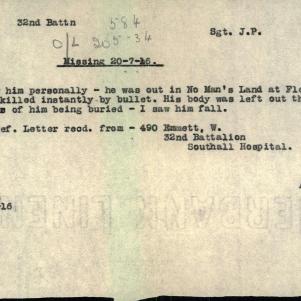 32nd Battn
584
O/L 205-34
Sgt. J.P.
Missing 20-7-16.
him personally - he was out in No Man's Land at Fle
killed instantly by bullet. His body was left out th
s of him being buried - I saw him fall.
ef. Letter recd. from - 490 Emmett, W.
32nd Battalion
Southall Hospital.
-16